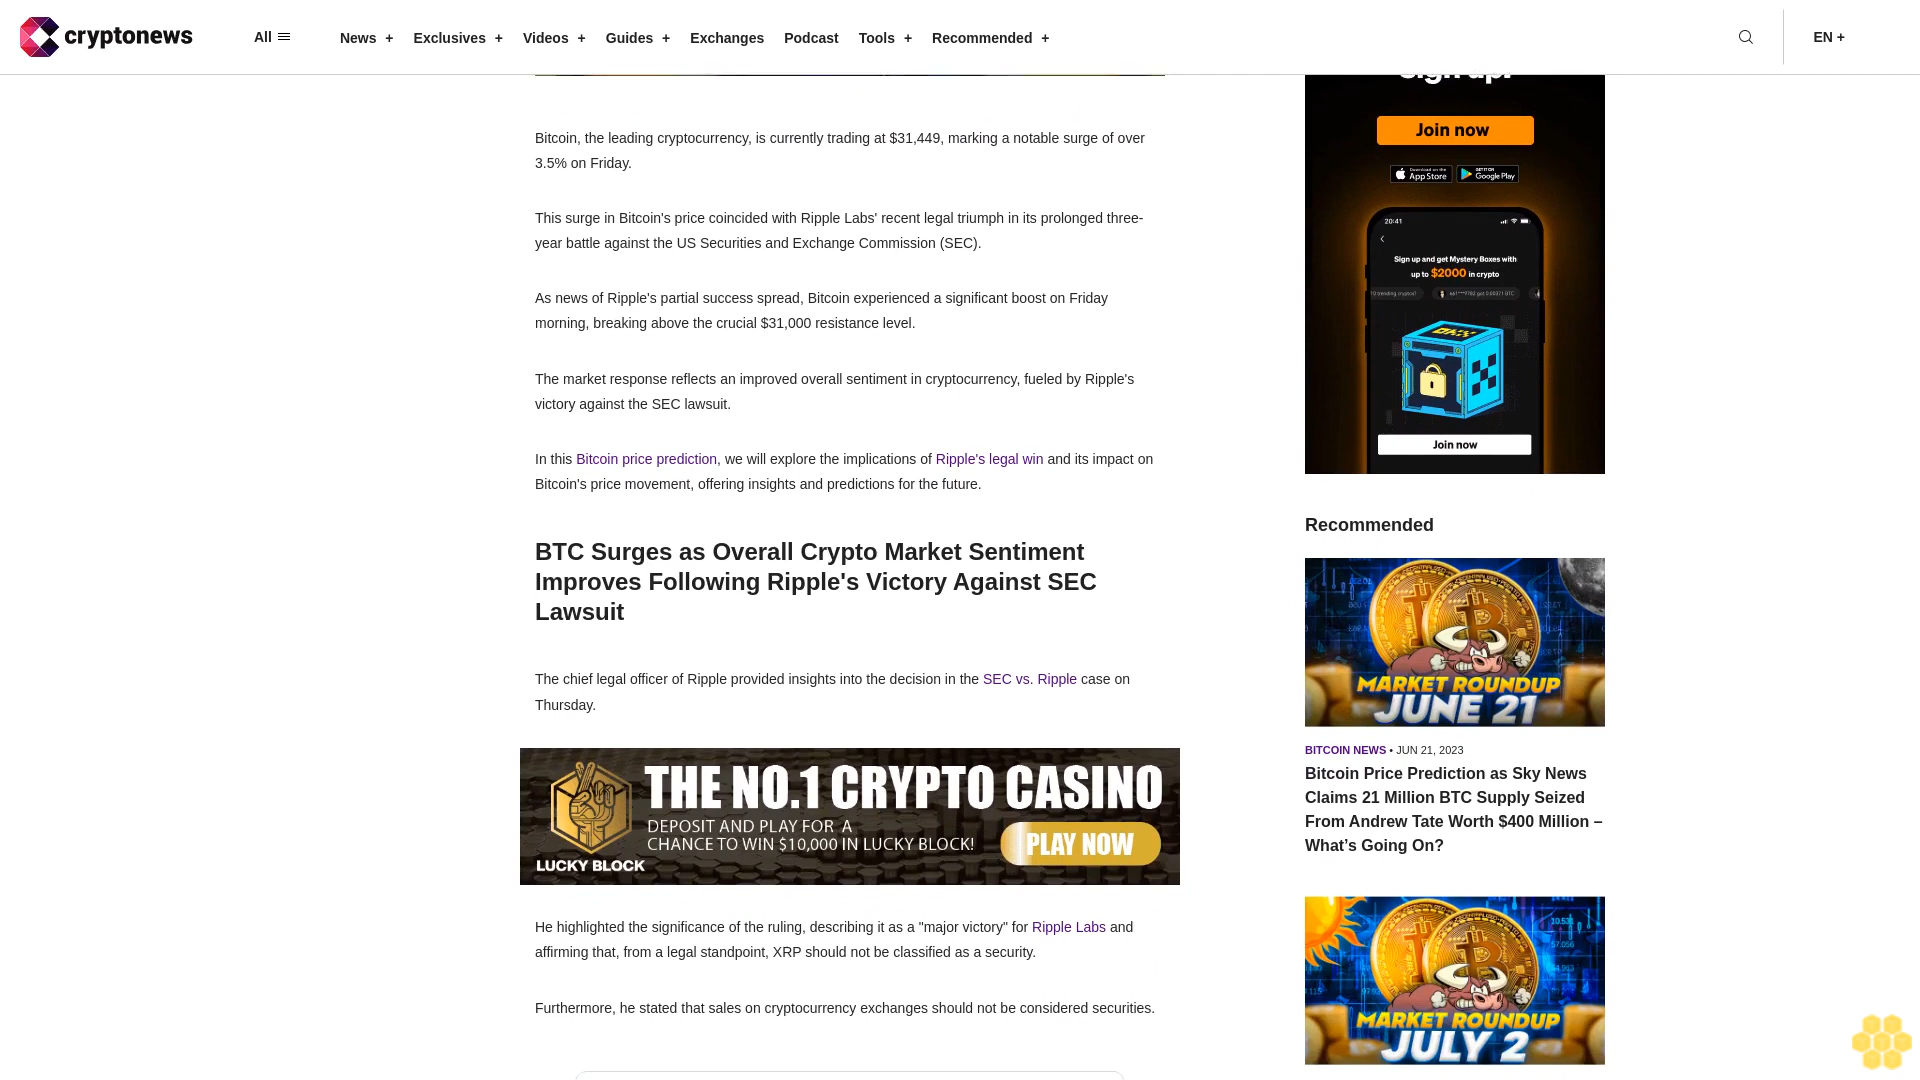 cryptonews
All
News +
Exclusives +
Videos +
Guides +
Exchanges
Podcast
Tools +
Recommended +
EN +
Bitcoin, the leading cryptocurrency, is currently trading at $31,449, marking a notable surge of over
3.5% on Friday.
This surge in Bitcoin's price coincided with Ripple Labs' recent legal triumph in its prolonged three-
year battle against the US Securities and Exchange Commission (SEC).
As news of Ripple's partial success spread, Bitcoin experienced a significant boost on Friday
morning, breaking above the crucial $31,000 resistance level.
The market response reflects an improved overall sentiment in cryptocurrency, fueled by Ripple's
victory against the SEC lawsuit.
In this Bitcoin price prediction, we will explore the implications of Ripple's legal win and its impact on
Bitcoin's price movement, offering insights and predictions for the future.
BTC Surges as Overall Crypto Market Sentiment
Improves Following Ripple's Victory Against SEC
Lawsuit
The chief legal officer of Ripple provided insights into the decision in the SEC vs. Ripple case on
Thursday.
THE NO.1 CRYPTO CASINO
DEPOSIT AND PLAY FOR A
CHANCE TO WIN $10,000 IN LUCKY BLOCK!
PLAY NOW
LUCKY BLOCK
He highlighted the significance of the ruling, describing it as a "major victory" for Ripple Labs and
affirming that, from a legal standpoint, XRP should not be classified as a security.
Furthermore, he stated that sales on cryptocurrency exchanges should not be considered securities.
Sign up!
Join now
Download on the
App Store
GET IT ON
Google Play
20:41
Sign up and get Mystery Boxes with
up to $2000 in crypto
Join now
Recommended
MARKET ROUNDUP
JUNE 21
BITCOIN NEWS • JUN 21, 2023
Bitcoin Price Prediction as Sky News
Claims 21 Million BTC Supply Seized
From Andrew Tate Worth $400 Million –
What's Going On?
MARKET ROUNDUP
JULY 2